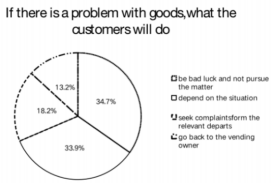 If there is a problem with goods,what the
customers will do
13.2%
34.7%
18.2%
33.9%
be bad luck and not pursue
the matter
depend on the situation
seek complaintsform the
relevant departs
go back to the vending
owner